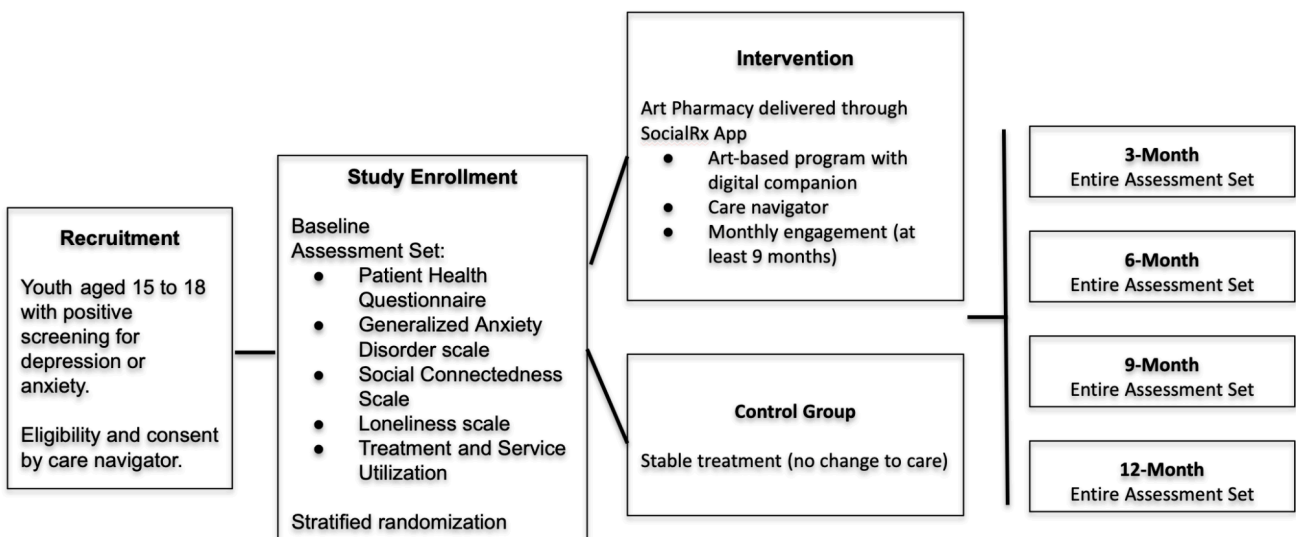 Recruitment
Youth aged 15 to 18
with positive
screening for
depression or
anxiety.
Eligibility and consent
by care navigator.
Study Enrollment
Baseline
Assessment Set:
● Patient Health
Questionnaire
● Generalized Anxiety
Disorder scale
● Social Connectedness
Scale
● Loneliness scale
● Treatment and Service
Utilization
Stratified randomization
Intervention
Art Pharmacy delivered through
SocialRx App
● Art-based program with
digital companion
● Care navigator
● Monthly engagement (at
least 9 months)
Control Group
Stable treatment (no change to care)
3-Month
Entire Assessment Set
6-Month
Entire Assessment Set
9-Month
Entire Assessment Set
12-Month
Entire Assessment Set